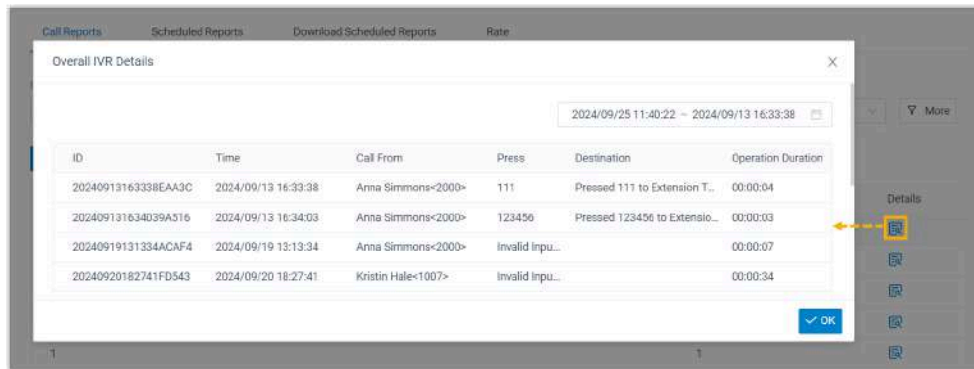 Call Reports Scheduled Reports Download Scheduled Reports Rate
Overall IVR Details
2024/09/25 11:40:22 ~ 2024/09/13 16:33:38
More
ID Time Call From Press Destination Operation Duration
20240913163338EAA3C 2024/09/13 16:33:38 Anna Simmons<2000> 111 Pressed 111 to Extension T... 00:00:04
202409131634039A516 2024/09/13 16:34:03 Anna Simmons<2000> 123456 Pressed 123456 to Extensio... 00:00:03
20240919131334ACAF4 2024/09/19 13:13:34 Anna Simmons<2000> Invalid Inpu... 00:00:07
20240920182741FD543 2024/09/20 18:27:41 Kristin Hale<1007> Invalid Inpu... 00:00:34
Details
OK
1 1